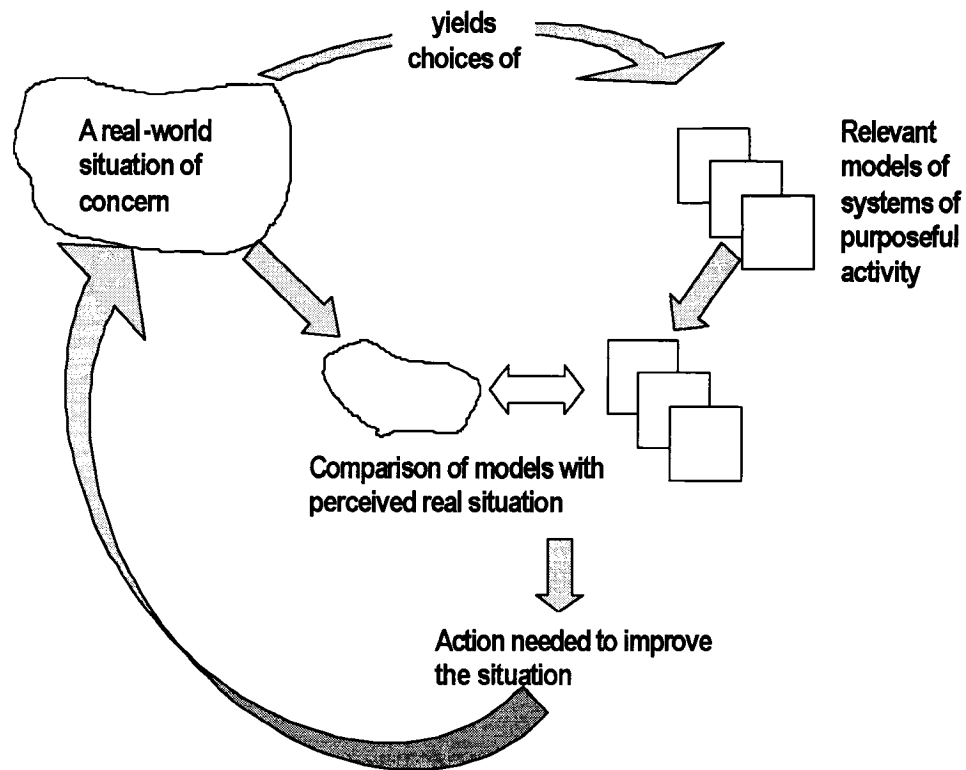 yields
choices of
A real-world
situation of
concern
Relevant
models of
systems of
purposeful
activity
Comparison of models with
perceived real situation
Action needed to improve
the situation